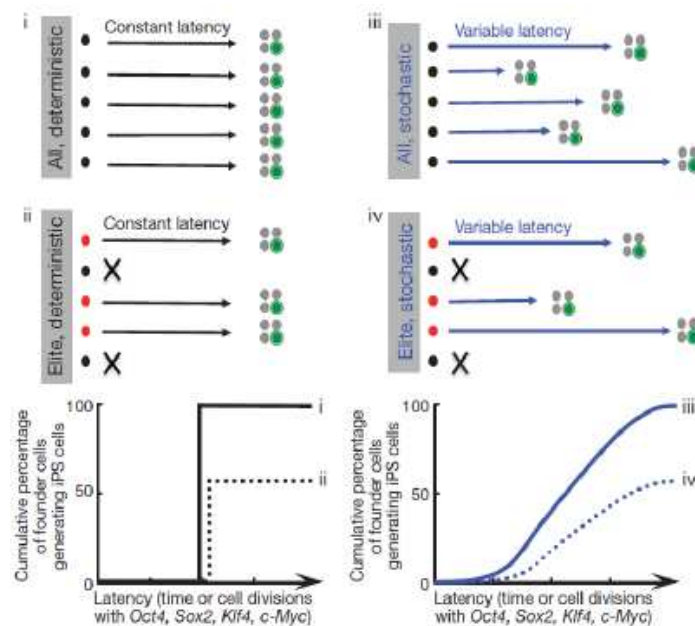 i
All, deterministic
Constant latency
iii
All, stochastic
Variable latency
ii
Elite, deterministic
Constant latency
X
X
iv
Elite, stochastic
Variable latency
X
X
Cumulative percentage
of founder cells
generating iPS cells
100
50
0
i
ii
Latency (time or cell divisions
with Oct4, Sox2, Klf4, c-Myc)
Cumulative percentage
of founder cells
generating iPS cells
100
50
0
iii
iv
Latency (time or cell divisions
with Oct4, Sox2, Klf4, c-Myc)